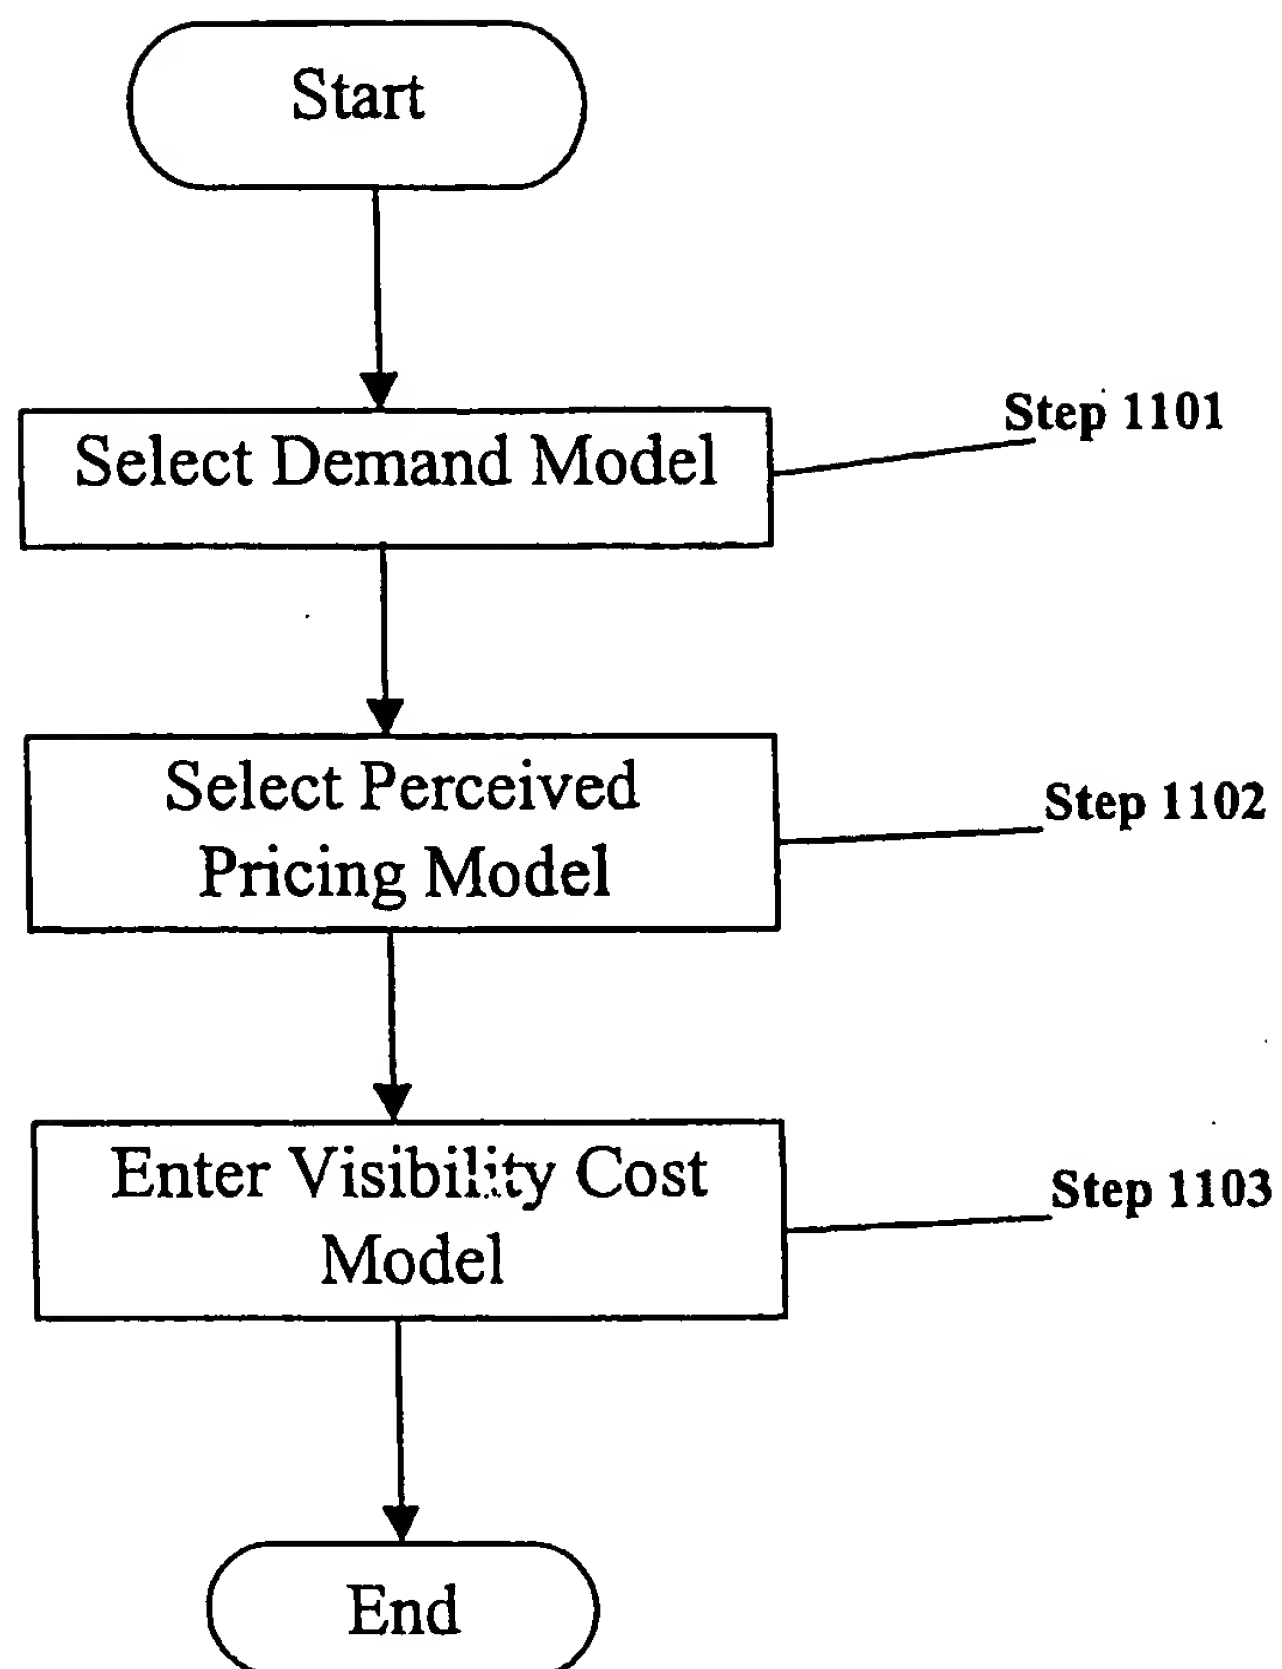 Start
Step 1101
Select Demand Model
Select Perceived
Pricing Model
Step 1102
Enter Visibility Cost
Model
Step 1103
End